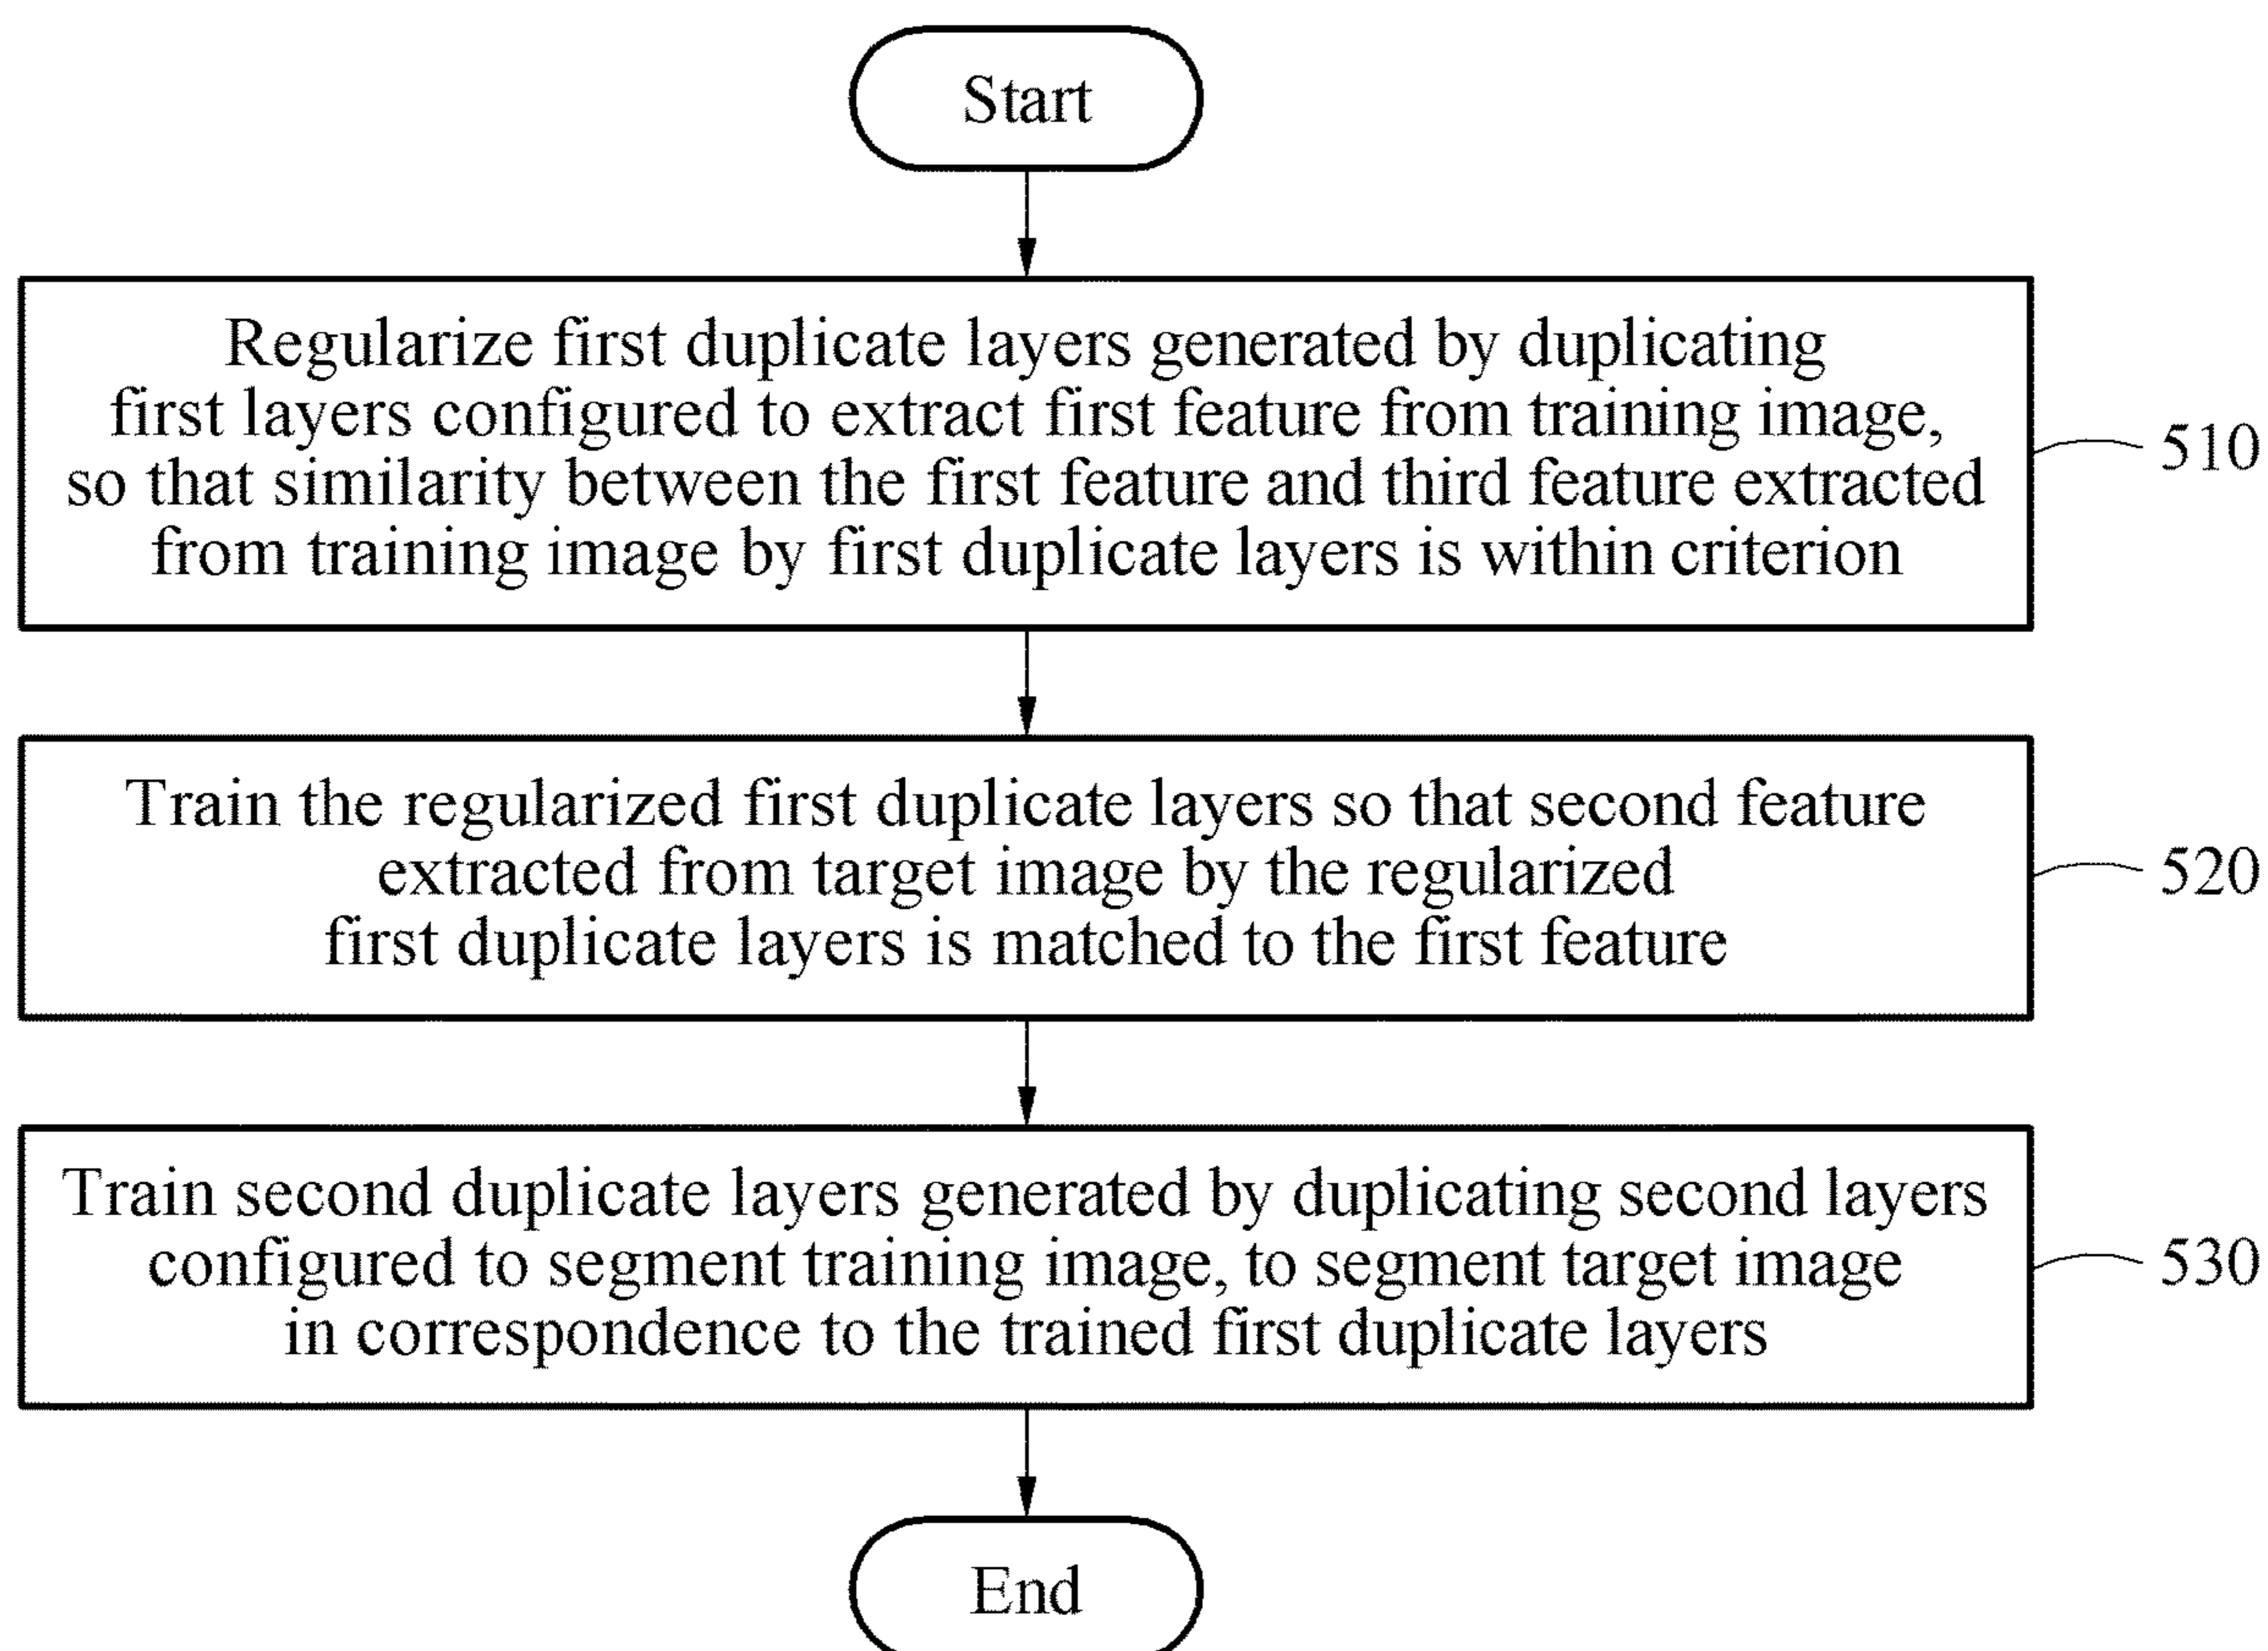 Start
Regularize first duplicate layers generated by duplicating
first layers configured to extract first feature from training image,
so that similarity between the first feature and third feature extracted
from training image by first duplicate layers is within criterion
510
Train the regularized first duplicate layers so that second feature
extracted from target image by the regularized
first duplicate layers is matched to the first feature
520
Train second duplicate layers generated by duplicating second layers
configured to segment training image, to segment target image
in correspondence to the trained first duplicate layers
530
End